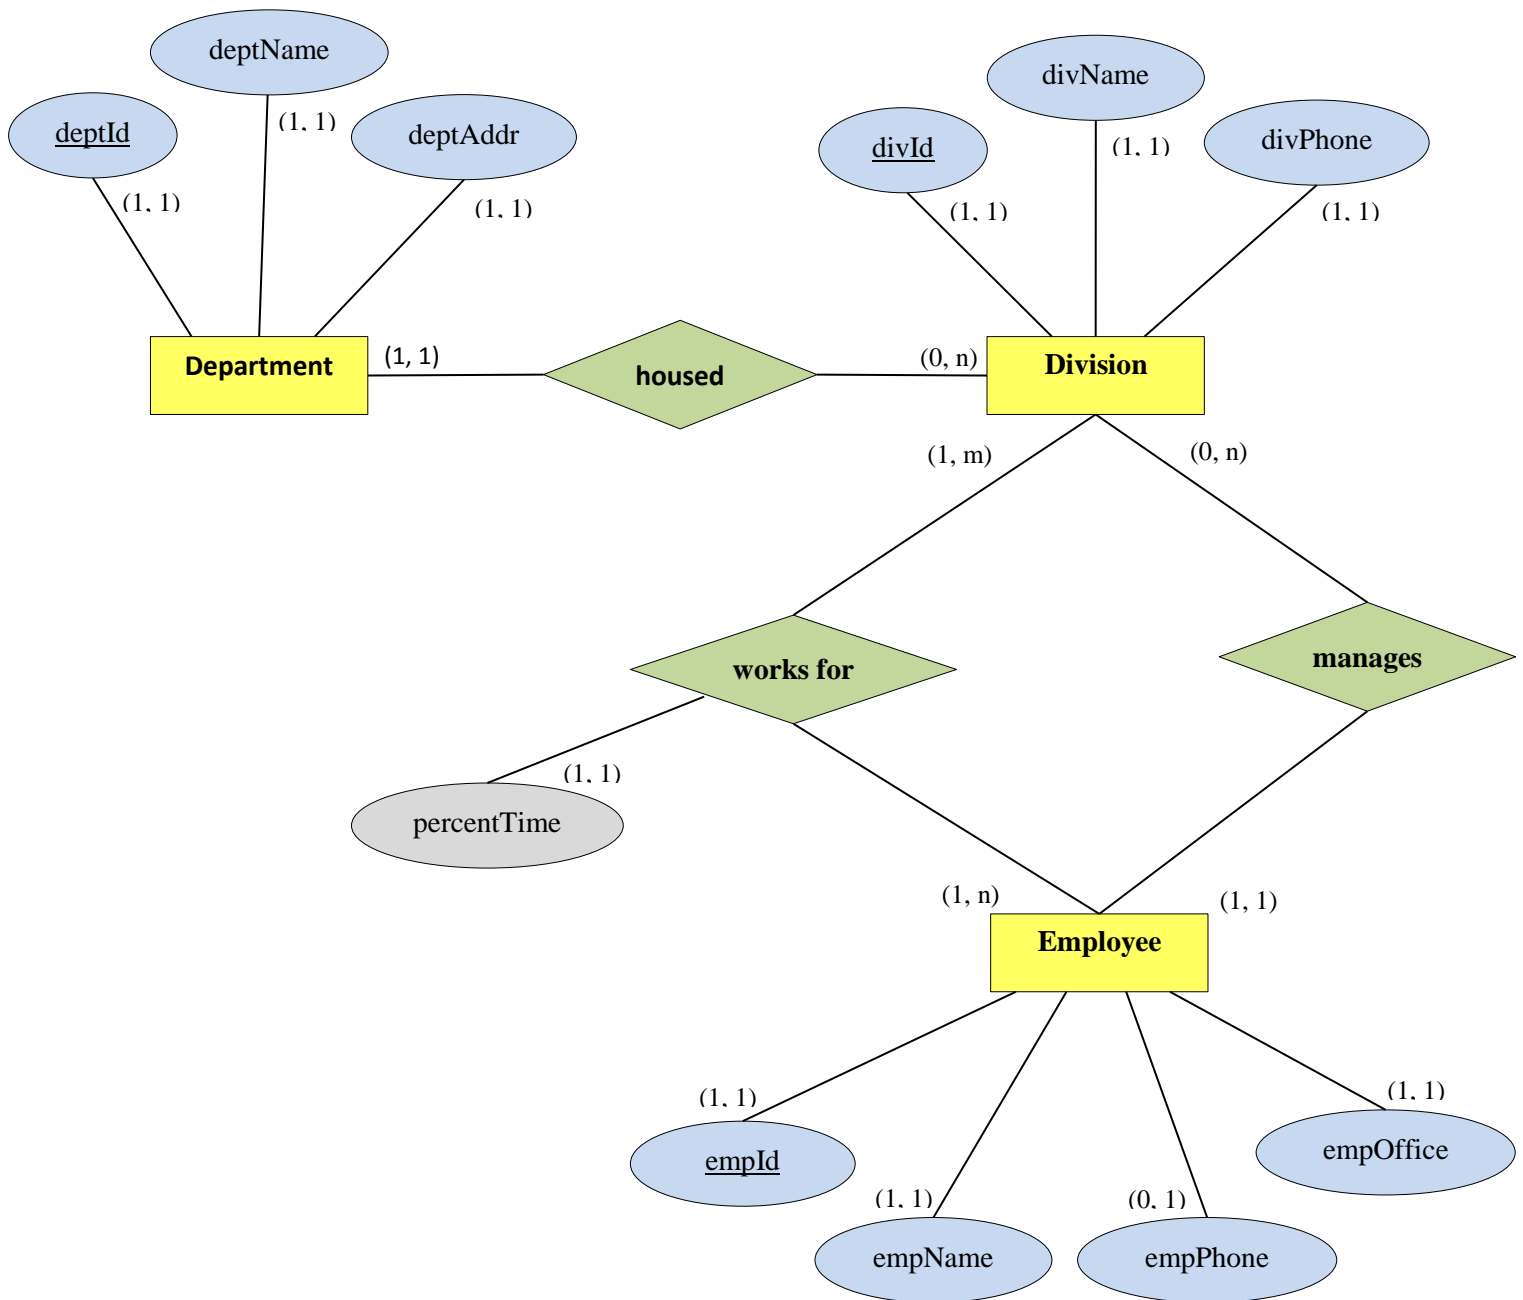 deptName
divName
deptId
(1, 1)
deptAddr
divId
(1, 1)
divPhone
(1, 1)
(1, 1)
(1, 1)
(1, 1)
Department
(1, 1)
housed
(0, n)
Division
(1, m)
(0, n)
works for
manages
(1, 1)
percentTime
(1, n)
(1, 1)
Employee
(1, 1)
(1, 1)
empId
empOffice
(1, 1)
(0, 1)
empName
empPhone